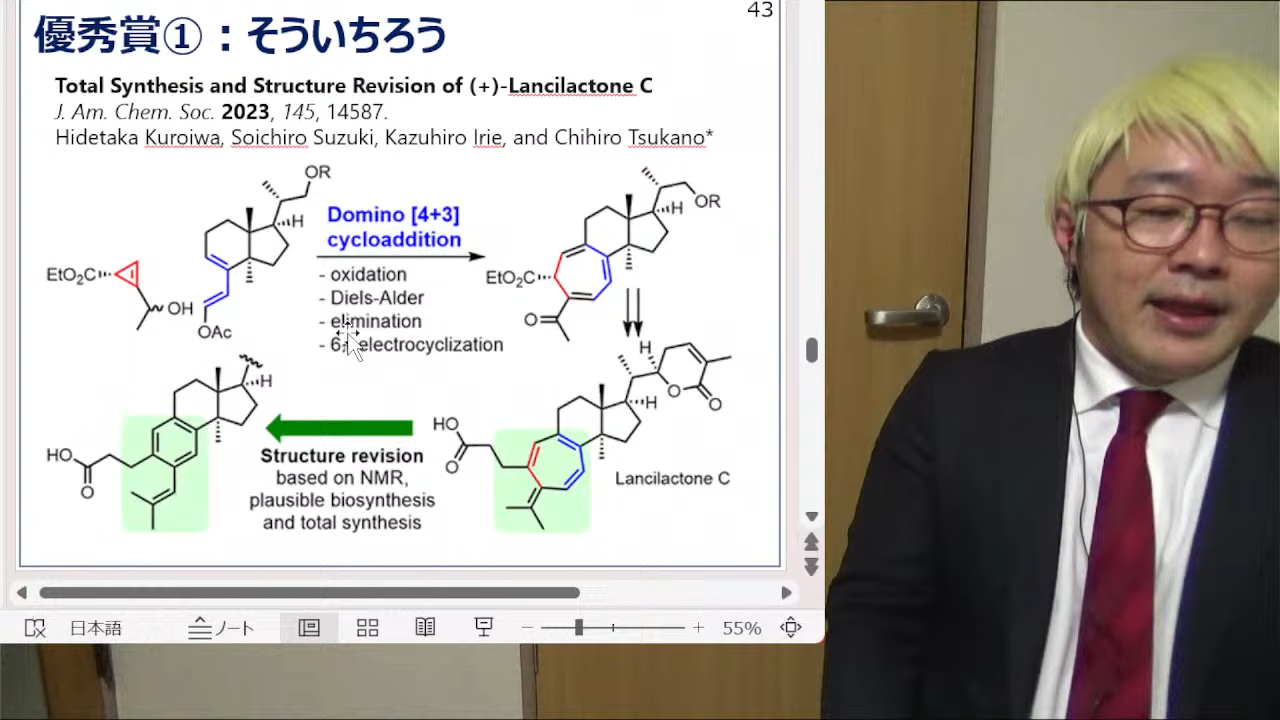 43
優秀賞①：そういちろう
Total Synthesis and Structure Revision of (+)-Lancilactone C
J. Am. Chem. Soc. 2023, 145, 14587.
Hidetaka Kuroiwa, Soichiro Suzuki, Kazuhiro Irie, and Chihiro Tsukano*
OR
H
EtO₂C
OH
OAc
Domino [4+3]
cycloaddition
- oxidation
- Diels-Alder
- elimination
electrocyclization
H
OR
EtO₂C
O
H
HO
O
Structure revision
based on NMR,
plausible biosynthesis
and total synthesis
H
O
O
H
HO
O
Lancilactone C
日本語
ノート
55%